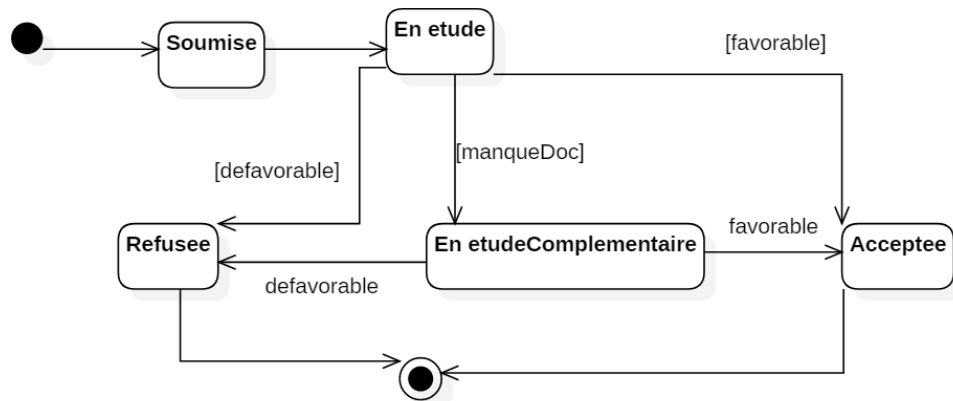 Soumise
En etude
[favorable]
[defavorable]
[manqueDoc]
Refusee
En etudeComplementaire
favorable
Acceptee
defavorable